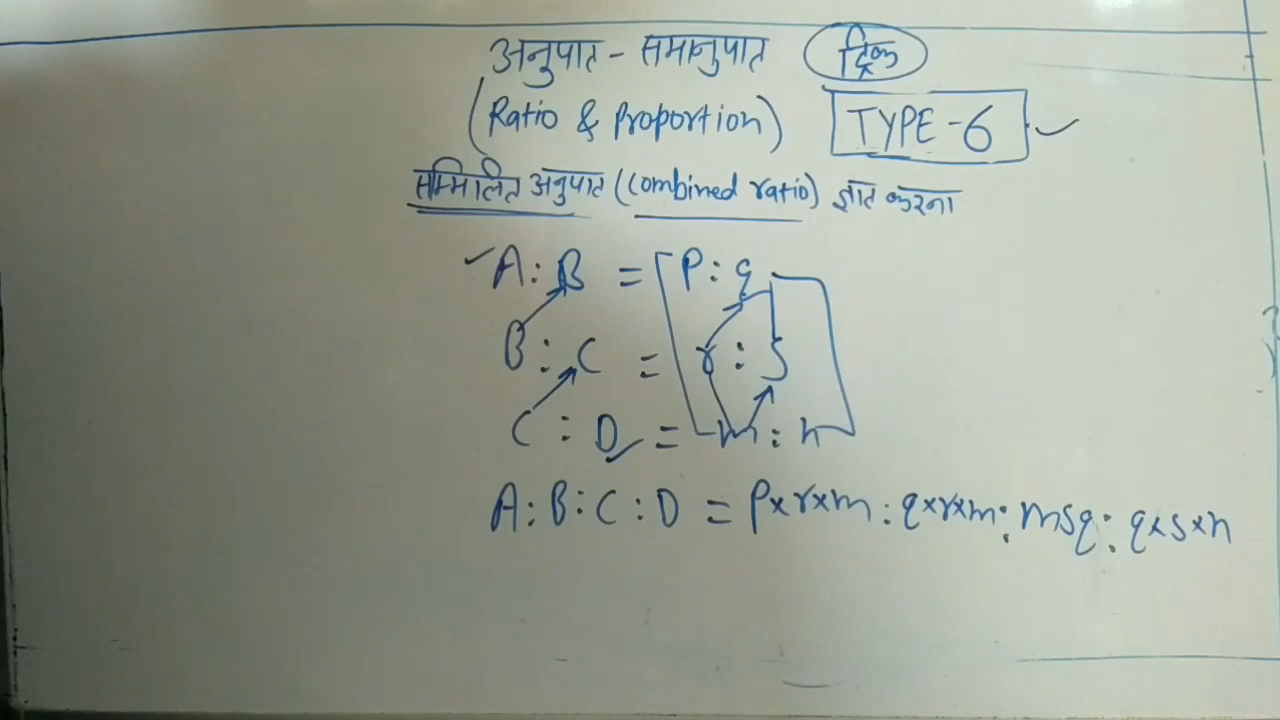 अनुपात - समानुपात ट्रिक
(Ratio & Proportion) TYPE-6
सम्मिलित अनुपात (combined ratio) ज्ञात करना
A : B = P : q
B : C = r : s
C : D = m : n
A : B : C : D = p×r×m : q×r×m : msq : q×s×n